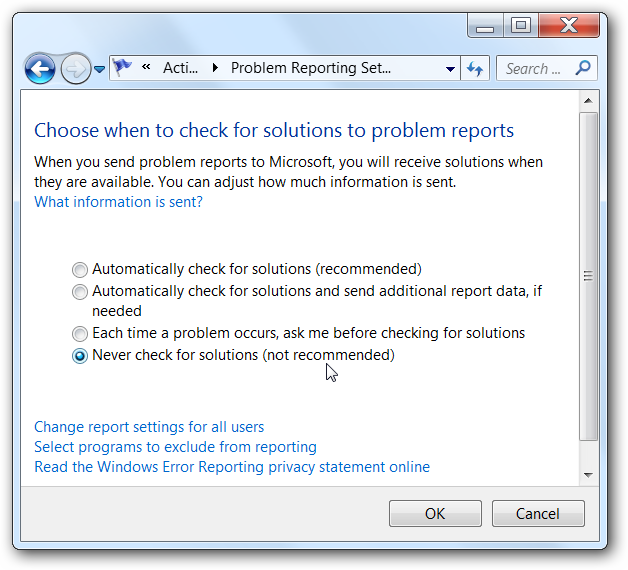 « Acti... Problem Reporting Set... Search ...
Choose when to check for solutions to problem reports
When you send problem reports to Microsoft, you will receive solutions when
they are available. You can adjust how much information is sent.
What information is sent?
Automatically check for solutions (recommended)
Automatically check for solutions and send additional report data, if
needed
Each time a problem occurs, ask me before checking for solutions
Never check for solutions (not recommended)
Change report settings for all users
Select programs to exclude from reporting
Read the Windows Error Reporting privacy statement online
OK Cancel